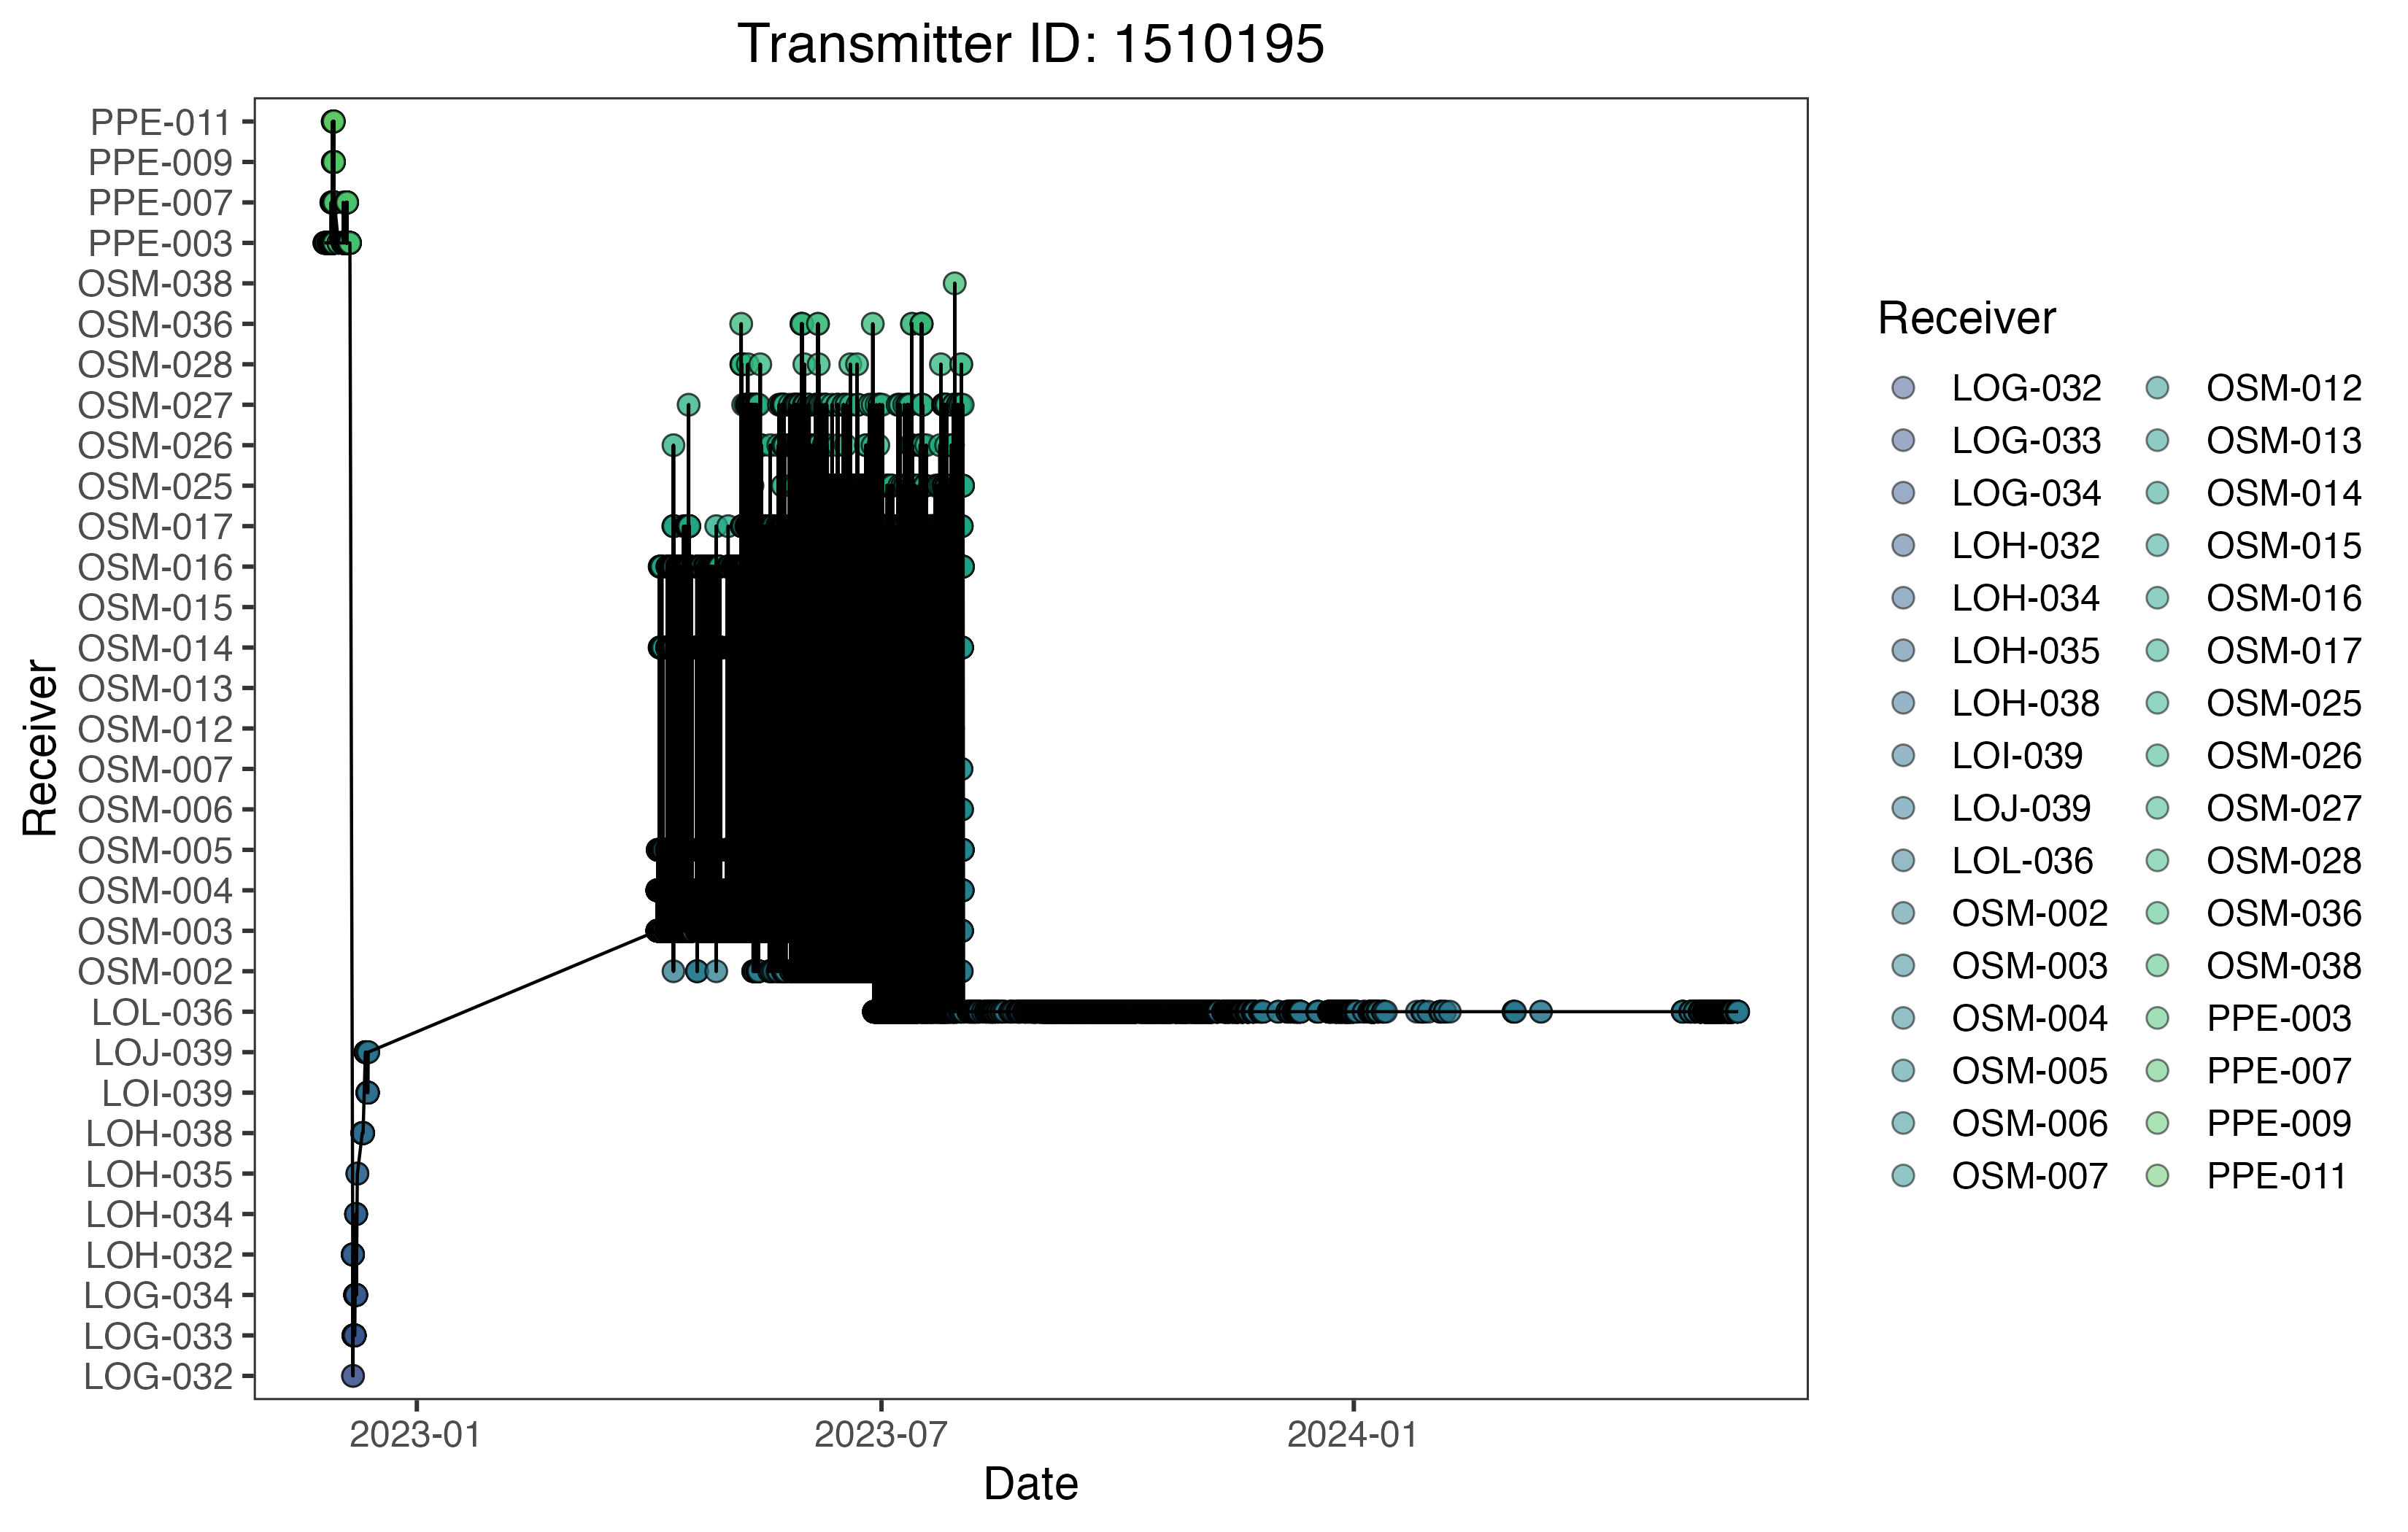 Transmitter ID: 1510195
Receiver
PPE-011
PPE-009
PPE-007
PPE-003
OSM-038
OSM-036
OSM-028
OSM-027
OSM-026
OSM-025
OSM-017
OSM-016
OSM-015
OSM-014
OSM-013
OSM-012
OSM-007
OSM-006
OSM-005
OSM-004
OSM-003
OSM-002
LOL-036
LOJ-039
LOI-039
LOH-038
LOH-035
LOH-034
LOH-032
LOG-034
LOG-033
LOG-032
2023-01
2023-07
2024-01
Date
Receiver
LOG-032
LOG-033
LOG-034
LOH-032
LOH-034
LOH-035
LOH-038
LOI-039
LOJ-039
LOL-036
OSM-002
OSM-003
OSM-004
OSM-005
OSM-006
OSM-007
OSM-012
OSM-013
OSM-014
OSM-015
OSM-016
OSM-017
OSM-025
OSM-026
OSM-027
OSM-028
OSM-036
OSM-038
PPE-003
PPE-007
PPE-009
PPE-011